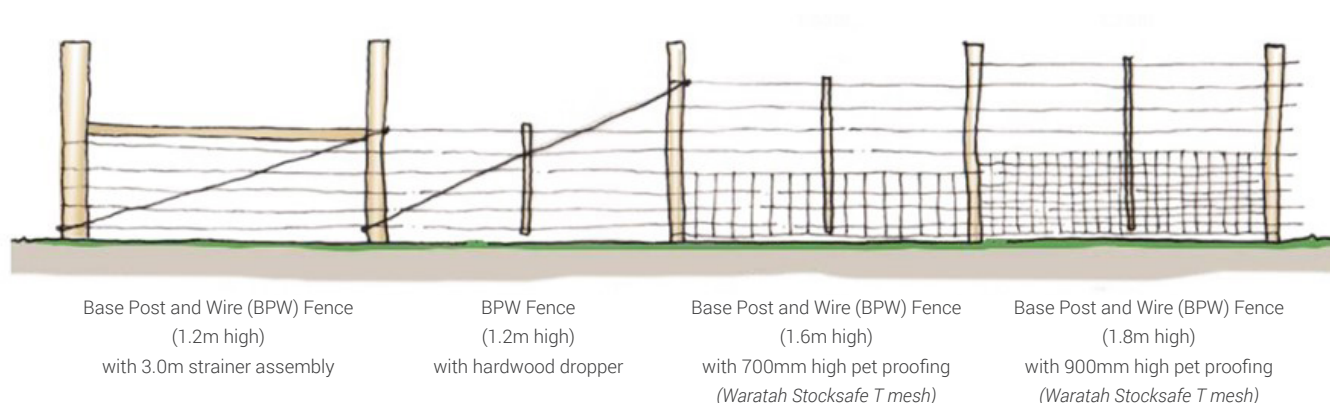 Base Post and Wire (BPW) Fence
(1.2m high)
with 3.0m strainer assembly
BPW Fence
(1.2m high)
with hardwood dropper
Base Post and Wire (BPW) Fence
(1.6m high)
with 700mm high pet proofing
(Waratah Stocksafe T mesh)
Base Post and Wire (BPW) Fence
(1.8m high)
with 900mm high pet proofing
(Waratah Stocksafe T mesh)